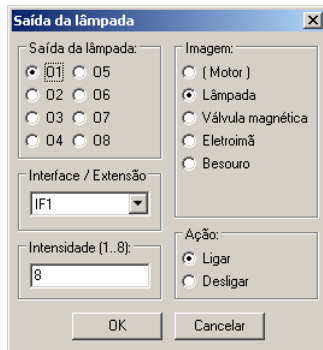 Saída da lâmpada
Saída da lâmpada:
O1 O5
O2 O6
O3 O7
O4 O8
Interface / Extensão
IF1
Intensidade (1..8):
8
Imagem:
( Motor )
Lâmpada
Válvula magnética
Eletroimã
Besouro
Ação:
Ligar
Desligar
OK
Cancelar